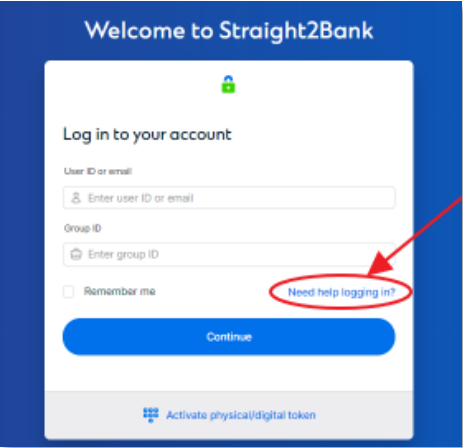 Welcome to Straight2Bank
Log in to your account
User ID or email
Enter user ID or email
Group ID
Enter group ID
Remember me
Need help logging in?
Continue
Activate physical/digital token